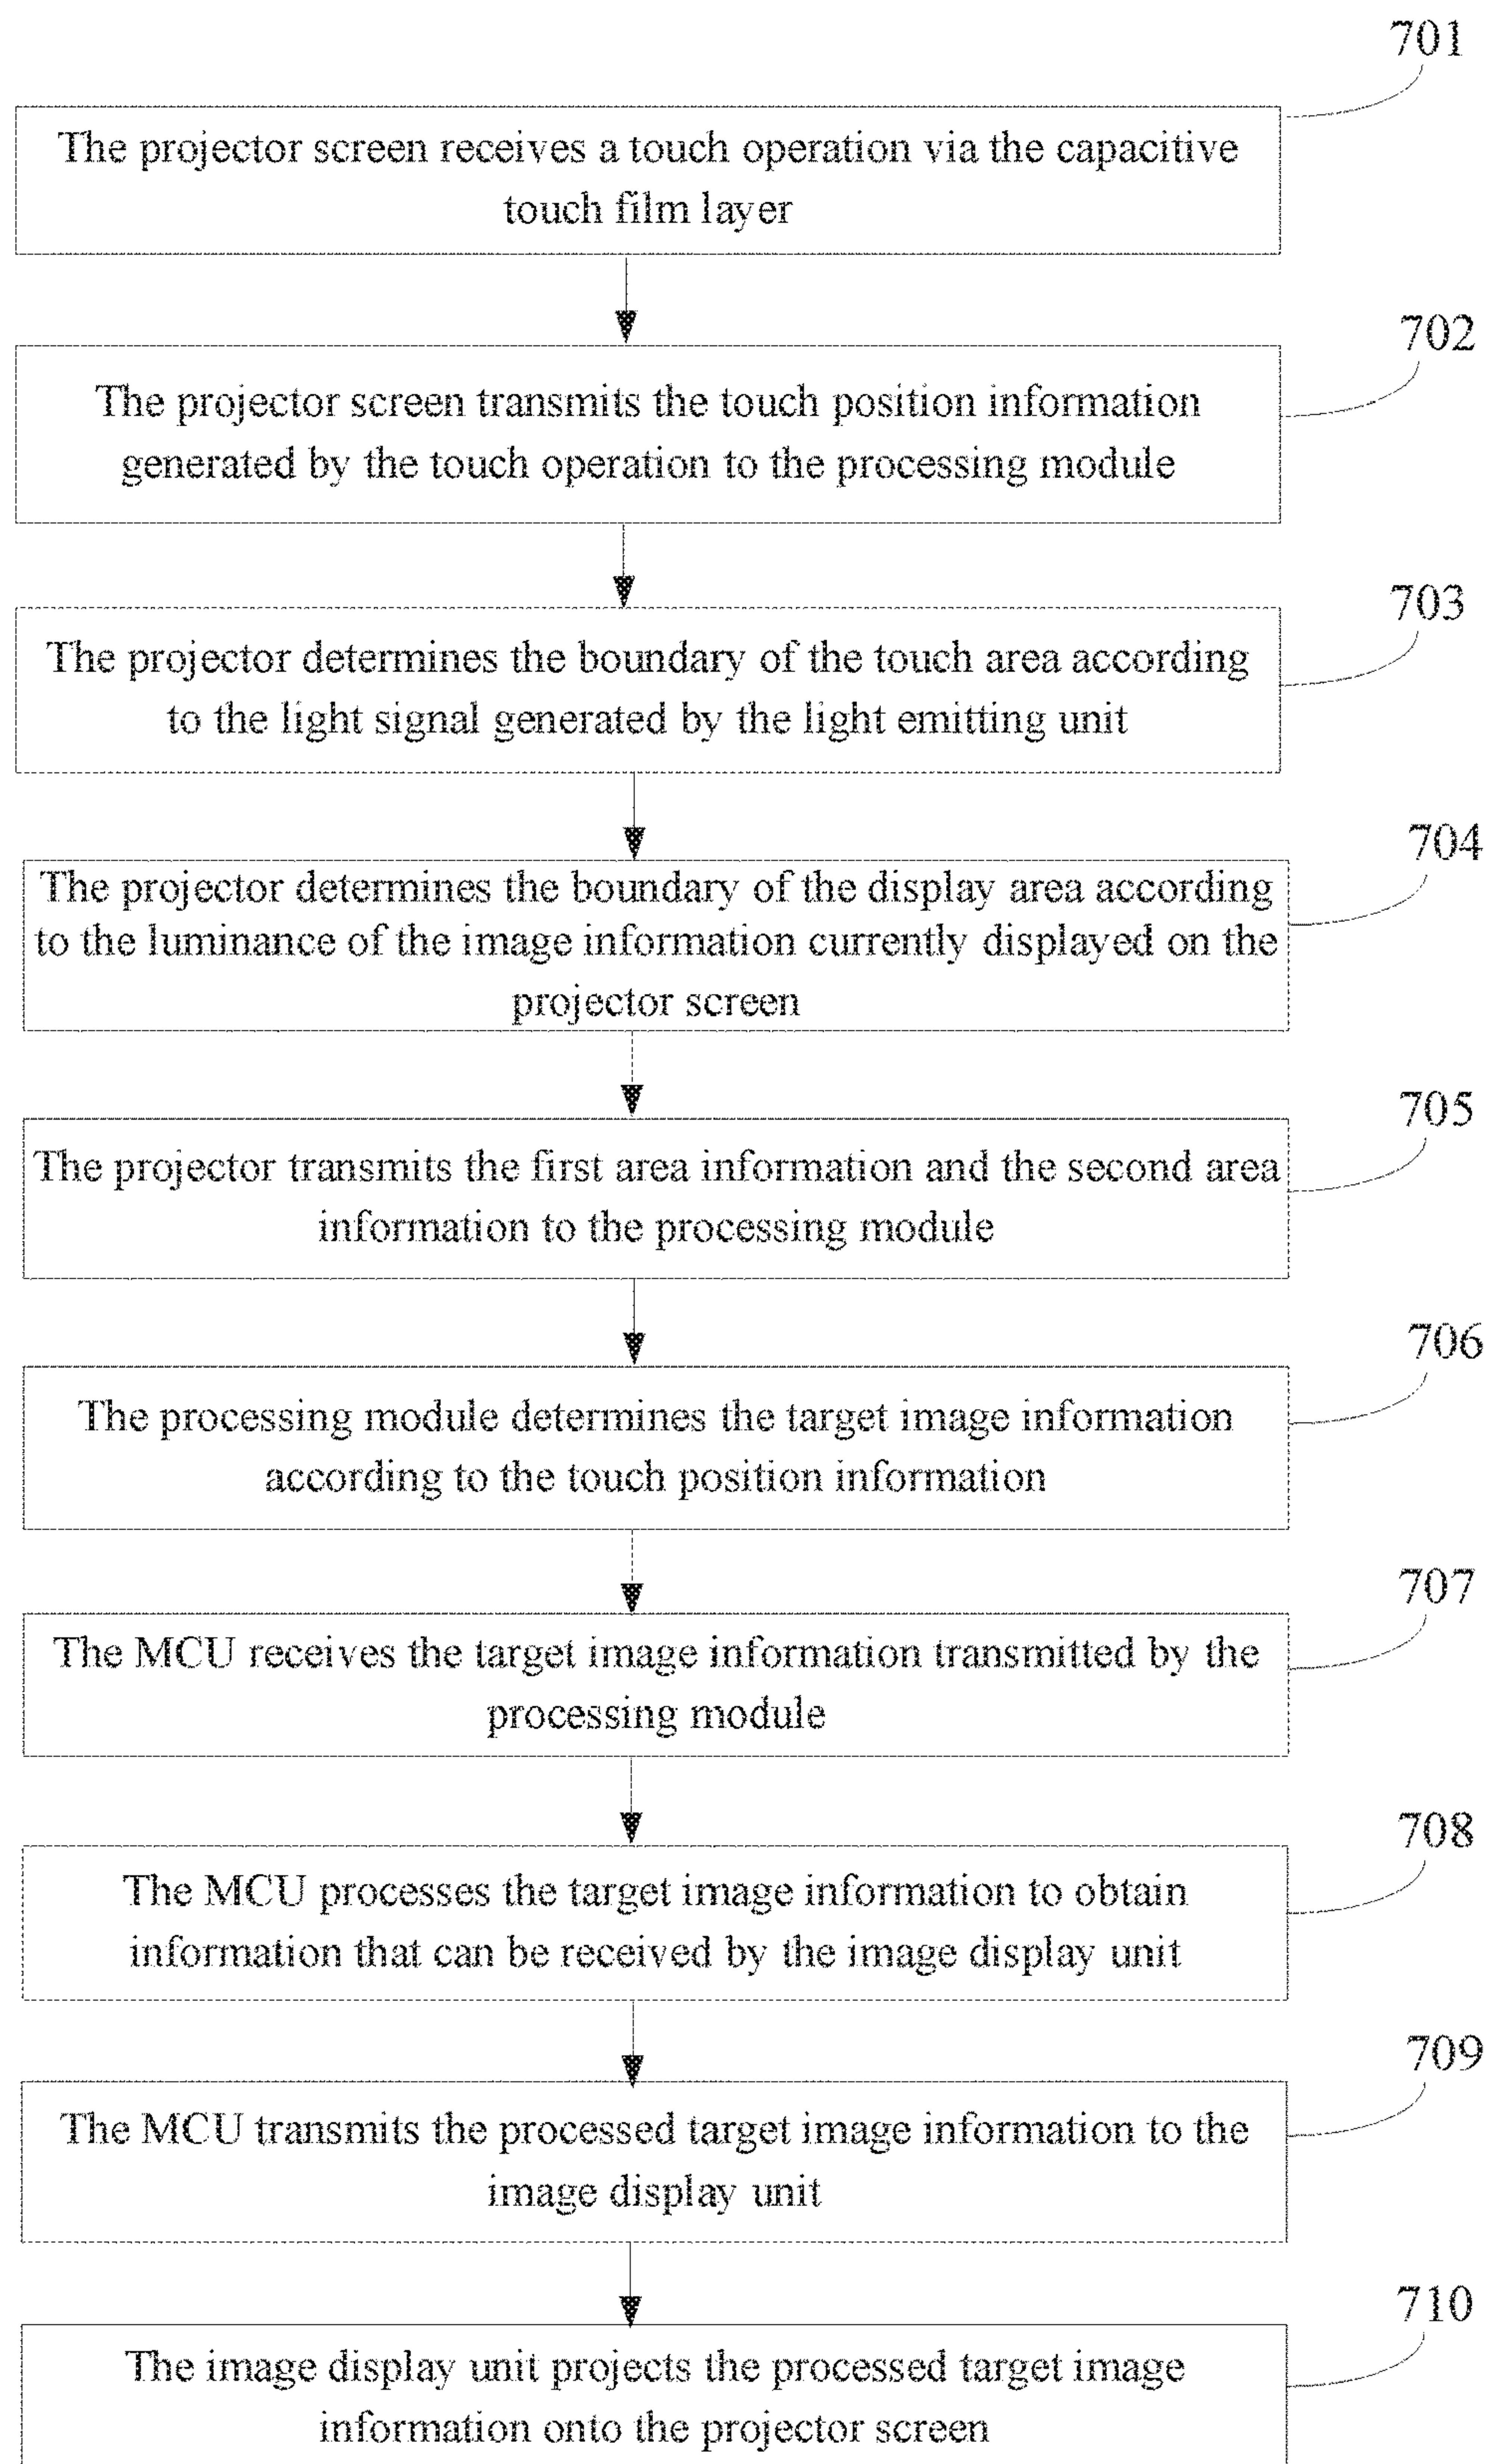 701
The projector screen receives a touch operation via the capacitive
touch film layer
702
The projector screen transmits the touch position information
generated by the touch operation to the processing module
703
The projector determines the boundary of the touch area according
to the light signal generated by the light emitting unit
704
The projector determines the boundary of the display area according
to the luminance of the image information currently displayed on the
projector screen
705
The projector transmits the first area information and the second area
information to the processing module
706
The processing module determines the target image information
according to the touch position information
707
The MCU receives the target image information transmitted by the
processing module
708
The MCU processes the target image information to obtain
information that can be received by the image display unit
709
The MCU transmits the processed target image information to the
image display unit
710
The image display unit projects the processed target image
information onto the projector screen